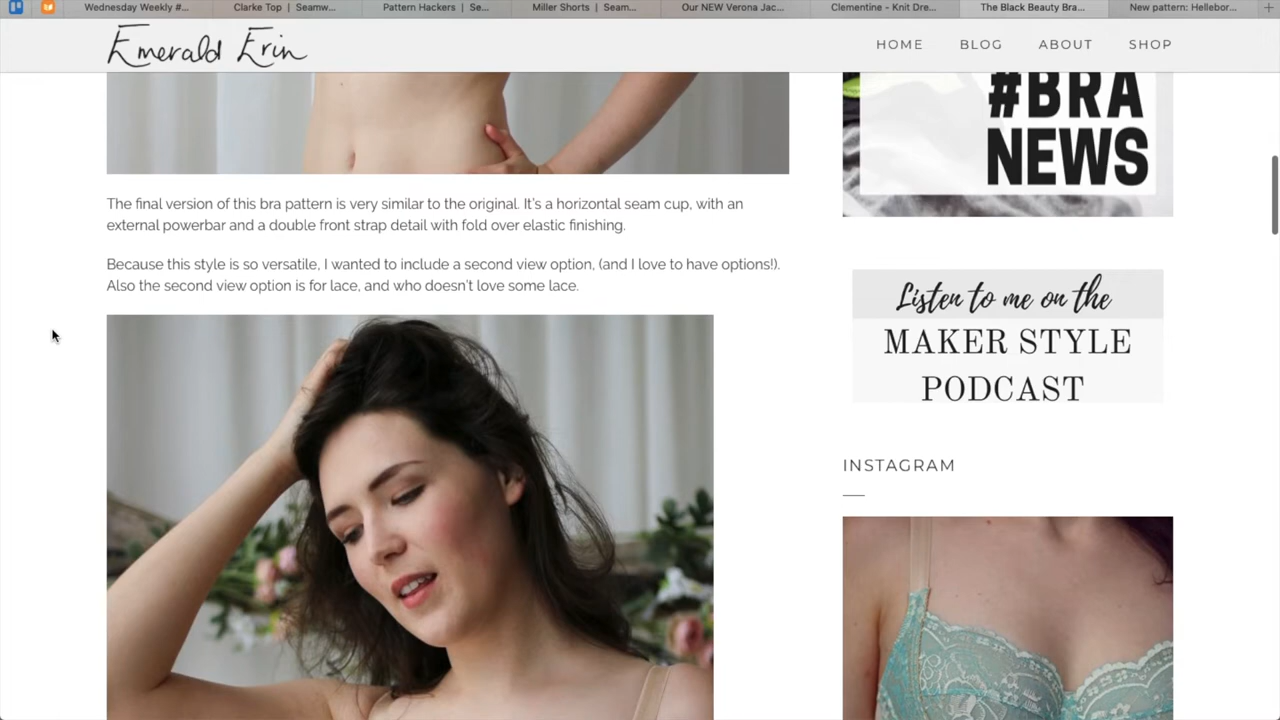 Wednesday Weekly #...
Clarke Top | Seamw...
Pattern Hackers | Se...
Miller Shorts | Seam...
Our NEW Verona Jac...
Clementine - Knit Dre...
The Black Beauty Bra...
New pattern: Hellebor...
Emerald Erin
HOME
BLOG
ABOUT
SHOP
#BRA
NEWS
The final version of this bra pattern is very similar to the original. It's a horizontal seam cup, with an
external powerbar and a double front strap detail with fold over elastic finishing.
Because this style is so versatile, I wanted to include a second view option, (and I love to have options!).
Also the second view option is for lace, and who doesn't love some lace.
Listen to me on the
MAKER STYLE
PODCAST
INSTAGRAM